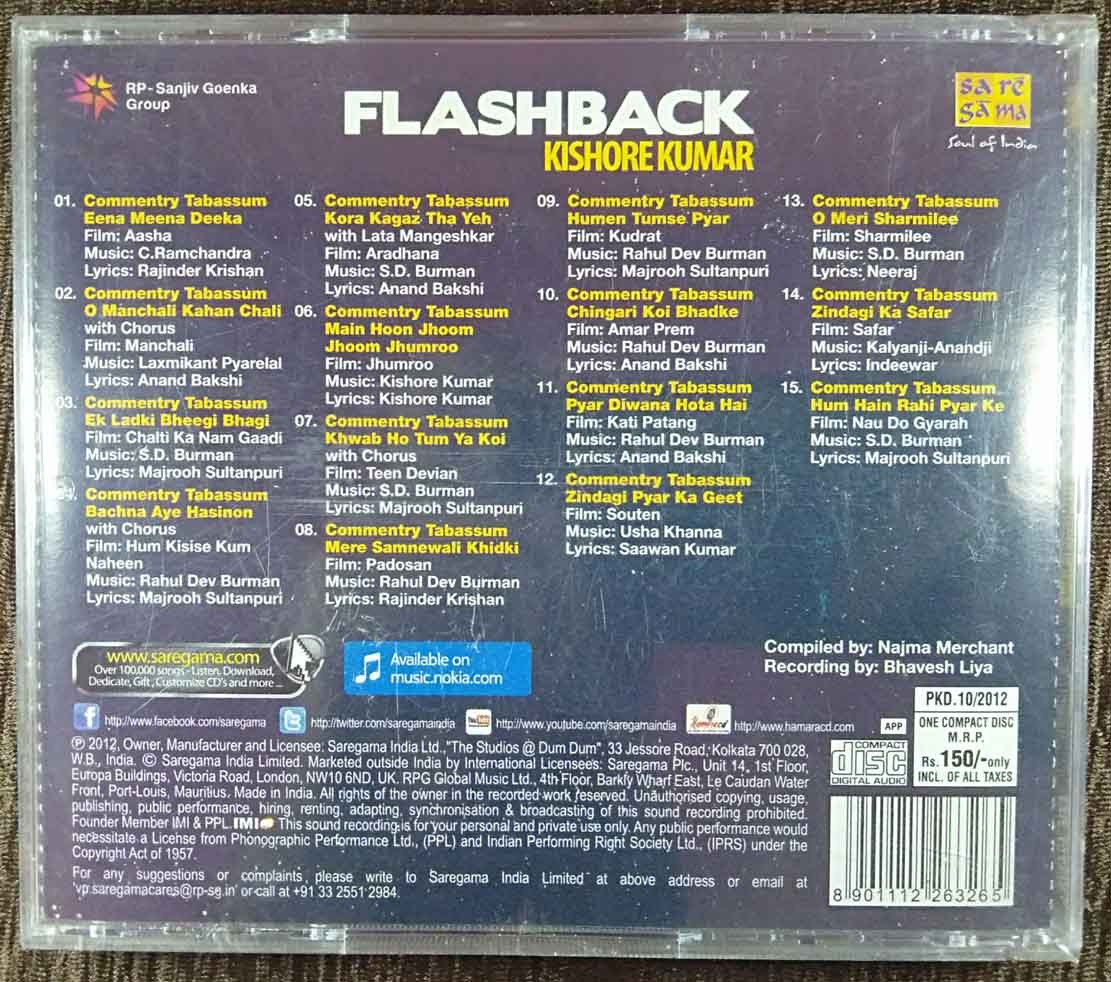 RP-Sanjiv Goenka
Group
FLASHBACK
KISHORE KUMAR
sa rē
gā ma
Soul of India
01. Commentry Tabassum
Eena Meena Deeka
Film: Aasha
Music: C.Ramchandra
Lyrics: Rajinder Krishan
02. Commentry Tabassum
O Manchali Kahan Chali
with Chorus
Film: Manchali
Music: Laxmikant Pyarelal
Lyrics: Anand Bakshi
03. Commentry Tabassum
Ek Ladki Bheegi Bhagi
Film: Chalti Ka Nam Gaadi
Music: S.D. Burman
Lyrics: Majrooh Sultanpuri
04. Commentry Tabassum
Bachna Aye Hasinon
with Chorus
Film: Hum Kisise Kum
Naheen
Music: Rahul Dev Burman
Lyrics: Majrooh Sultanpuri
05. Commentry Tabassum
Kora Kagaz Tha Yeh
with Lata Mangeshkar
Film: Aradhana
Music: S.D. Burman
Lyrics: Anand Bakshi
06. Commentry Tabassum
Main Hoon Jhoom
Jhoom Jhumroo
Film: Jhumroo
Music: Kishore Kumar
Lyrics: Kishore Kumar
07. Commentry Tabassum
Khwab Ho Tum Ya Koi
with Chorus
Film: Teen Devian
Music: S.D. Burman
Lyrics: Majrooh Sultanpuri
08. Commentry Tabassum
Mere Samnewali Khidki
Film: Padosan
Music: Rahul Dev Burman
Lyrics: Rajinder Krishan
09. Commentry Tabassum
Humen Tumse Pyar
Film: Kudrat
Music: Rahul Dev Burman
Lyrics: Majrooh Sultanpuri
10. Commentry Tabassum
Chingari Koi Bhadke
Film: Amar Prem
Music: Rahul Dev Burman
Lyrics: Anand Bakshi
11. Commentry Tabassum
Pyar Diwana Hota Hai
Film: Kati Patang
Music: Rahul Dev Burman
Lyrics: Anand Bakshi
12. Commentry Tabassum
Zindagi Pyar Ka Geet
Film: Souten
Music: Usha Khanna
Lyrics: Saawan Kumar
13. Commentry Tabassum
O Meri Sharmilee
Film: Sharmilee
Music: S.D. Burman
Lyrics: Neeraj
14. Commentry Tabassum
Zindagi Ka Safar
Film: Safar
Music: Kalyanji-Anandji
Lyrics: Indeewar
15. Commentry Tabassum
Hum Hain Rahi Pyar Ke
Film: Nau Do Gyarah
Music: S.D. Burman
Lyrics: Majrooh Sultanpuri
www.saregama.com
Over 100,000 songs - Listen, Download,
Dedicate, Gift, Customize CD's and more ...
Available on
music.nokia.com
Compiled by: Najma Merchant
Recording by: Bhavesh Liya
http://www.facebook.com/saregama
http://twitter.com/saregamaindia
http://www.youtube.com/saregamaindia
http://www.hamaracd.com
APP
PKD.10/2012
ONE COMPACT DISC
M.R.P.
Rs. 150/-only
INCL. OF ALL TAXES
COMPACT
disc
DIGITAL AUDIO
℗ 2012, Owner, Manufacturer and Licensee: Saregama India Ltd.,"The Studios @ Dum Dum", 33 Jessore Road, Kolkata 700 028,
W.B., India. © Saregama India Limited. Marketed outside India by International Licensees: Saregama Plc., Unit 14, 1st Floor,
Europa Buildings, Victoria Road, London, NW10 6ND, UK. RPG Global Music Ltd., 4th Floor, Barkly Wharf East, Le Caudan Water
Front, Port-Louis, Mauritius. Made in India. All rights of the owner in the recorded work reserved. Unauthorised copying, usage,
publishing, public performance, hiring, renting, adapting, synchronisation & broadcasting of this sound recording prohibited.
Founder Member IMI & PPL. IMI This sound recording is for your personal and private use only. Any public performance would
necessitate a License from Phonographic Performance Ltd., (PPL) and Indian Performing Right Society Ltd., (IPRS) under the
Copyright Act of 1957.
For any suggestions or complaints please write to Saregama India Limited at above address or email at
'vp.saregamacares@rp-sg.in' or call at +91 33 2551 2984.
8 901112 263265